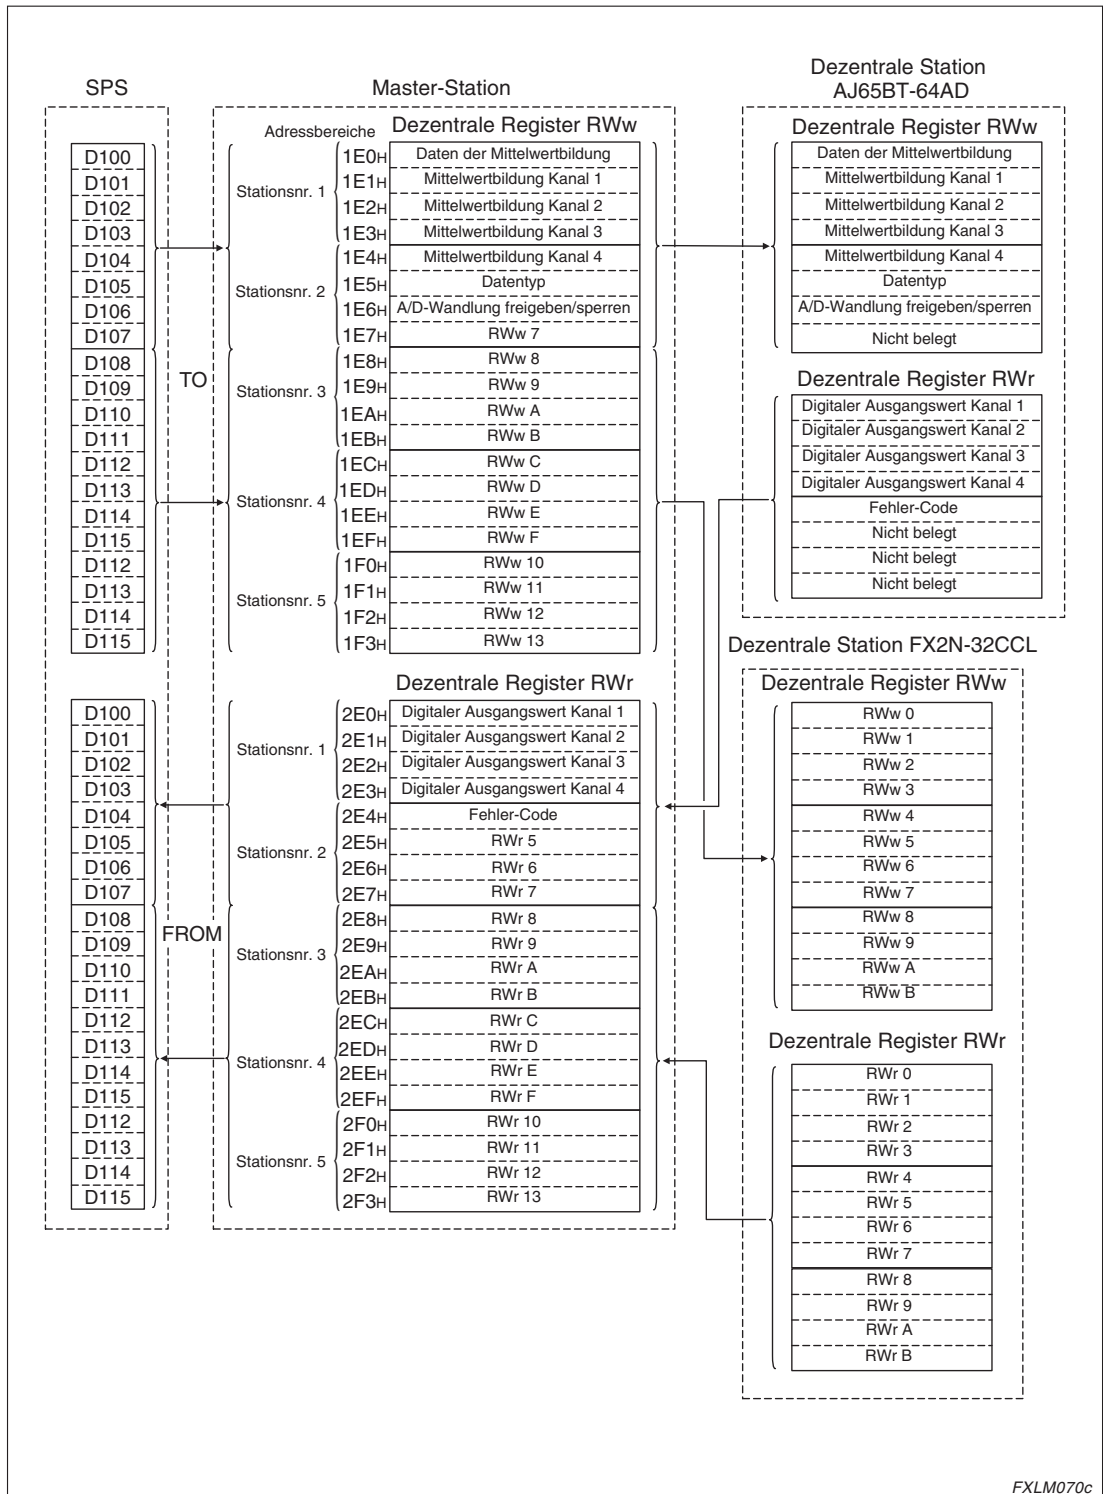 SPS
Master-Station
Dezentrale Station
AJ65BT-64AD
D100
D101
D102
D103
D104
D105
D106
D107
D108
D109
D110
D111
D112
D113
D114
D115
D112
D113
D114
D115
TO
Adressbereiche
Dezentrale Register RWw
Stationsnr. 1
1E0H Daten der Mittelwertbildung
1E1H Mittelwertbildung Kanal 1
1E2H Mittelwertbildung Kanal 2
1E3H Mittelwertbildung Kanal 3
Stationsnr. 2
1E4H Mittelwertbildung Kanal 4
1E5H Datentyp
1E6H A/D-Wandlung freigeben/sperren
1E7H RWw 7
Stationsnr. 3
1E8H RWw 8
1E9H RWw 9
1EAH RWw A
1EBH RWw B
Stationsnr. 4
1ECH RWw C
1EDH RWw D
1EEH RWw E
1EFH RWw F
Stationsnr. 5
1F0H RWw 10
1F1H RWw 11
1F2H RWw 12
1F3H RWw 13
Dezentrale Register RWw
Daten der Mittelwertbildung
Mittelwertbildung Kanal 1
Mittelwertbildung Kanal 2
Mittelwertbildung Kanal 3
Mittelwertbildung Kanal 4
Datentyp
A/D-Wandlung freigeben/sperren
Nicht belegt
Dezentrale Register RWr
Digitaler Ausgangswert Kanal 1
Digitaler Ausgangswert Kanal 2
Digitaler Ausgangswert Kanal 3
Digitaler Ausgangswert Kanal 4
Fehler-Code
Nicht belegt
Nicht belegt
Nicht belegt
D100
D101
D102
D103
D104
D105
D106
D107
D108
D109
D110
D111
D112
D113
D114
D115
D112
D113
D114
D115
FROM
Dezentrale Register RWr
Stationsnr. 1
2E0H Digitaler Ausgangswert Kanal 1
2E1H Digitaler Ausgangswert Kanal 2
2E2H Digitaler Ausgangswert Kanal 3
2E3H Digitaler Ausgangswert Kanal 4
Stationsnr. 2
2E4H Fehler-Code
2E5H RWr 5
2E6H RWr 6
2E7H RWr 7
Stationsnr. 3
2E8H RWr 8
2E9H RWr 9
2EAH RWr A
2EBH RWr B
Stationsnr. 4
2ECH RWr C
2EDH RWr D
2EEH RWr E
2EFH RWr F
Stationsnr. 5
2F0H RWr 10
2F1H RWr 11
2F2H RWr 12
2F3H RWr 13
Dezentrale Station FX2N-32CCL
Dezentrale Register RWw
RWw 0
RWw 1
RWw 2
RWw 3
RWw 4
RWw 5
RWw 6
RWw 7
RWw 8
RWw 9
RWw A
RWw B
Dezentrale Register RWr
RWr 0
RWr 1
RWr 2
RWr 3
RWr 4
RWr 5
RWr 6
RWr 7
RWr 8
RWr 9
RWr A
RWr B
FXLM070c